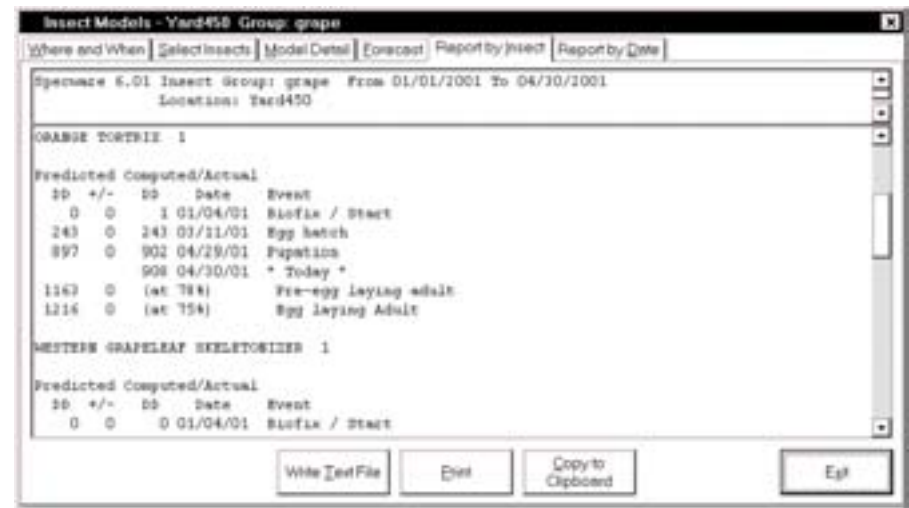 Insect Models - Yard450 Group: grape
Where and When Select Insects Model Detail Forecast Report by Insect Report by Date
Specware 6.01 Insect Group: grape From 01/01/2001 To 04/30/2001
Location: Yard450
ORANGE TORTRIX 1
Predicted Computed/Actual
DD +/- DD Date Event
0 0 1 01/04/01 Biofix / Start
243 0 243 03/11/01 Egg hatch
897 0 902 04/29/01 Pupation
908 04/30/01 * Today *
1163 0 (at 78%) Pre-egg laying adult
1216 0 (at 75%) Egg laying Adult
WESTERN GRAPELEAF SKELETONIZER 1
Predicted Computed/Actual
DD +/- DD Date Event
0 0 0 01/04/01 Biofix / Start
Write Text File Print Copy to Clipboard Exit